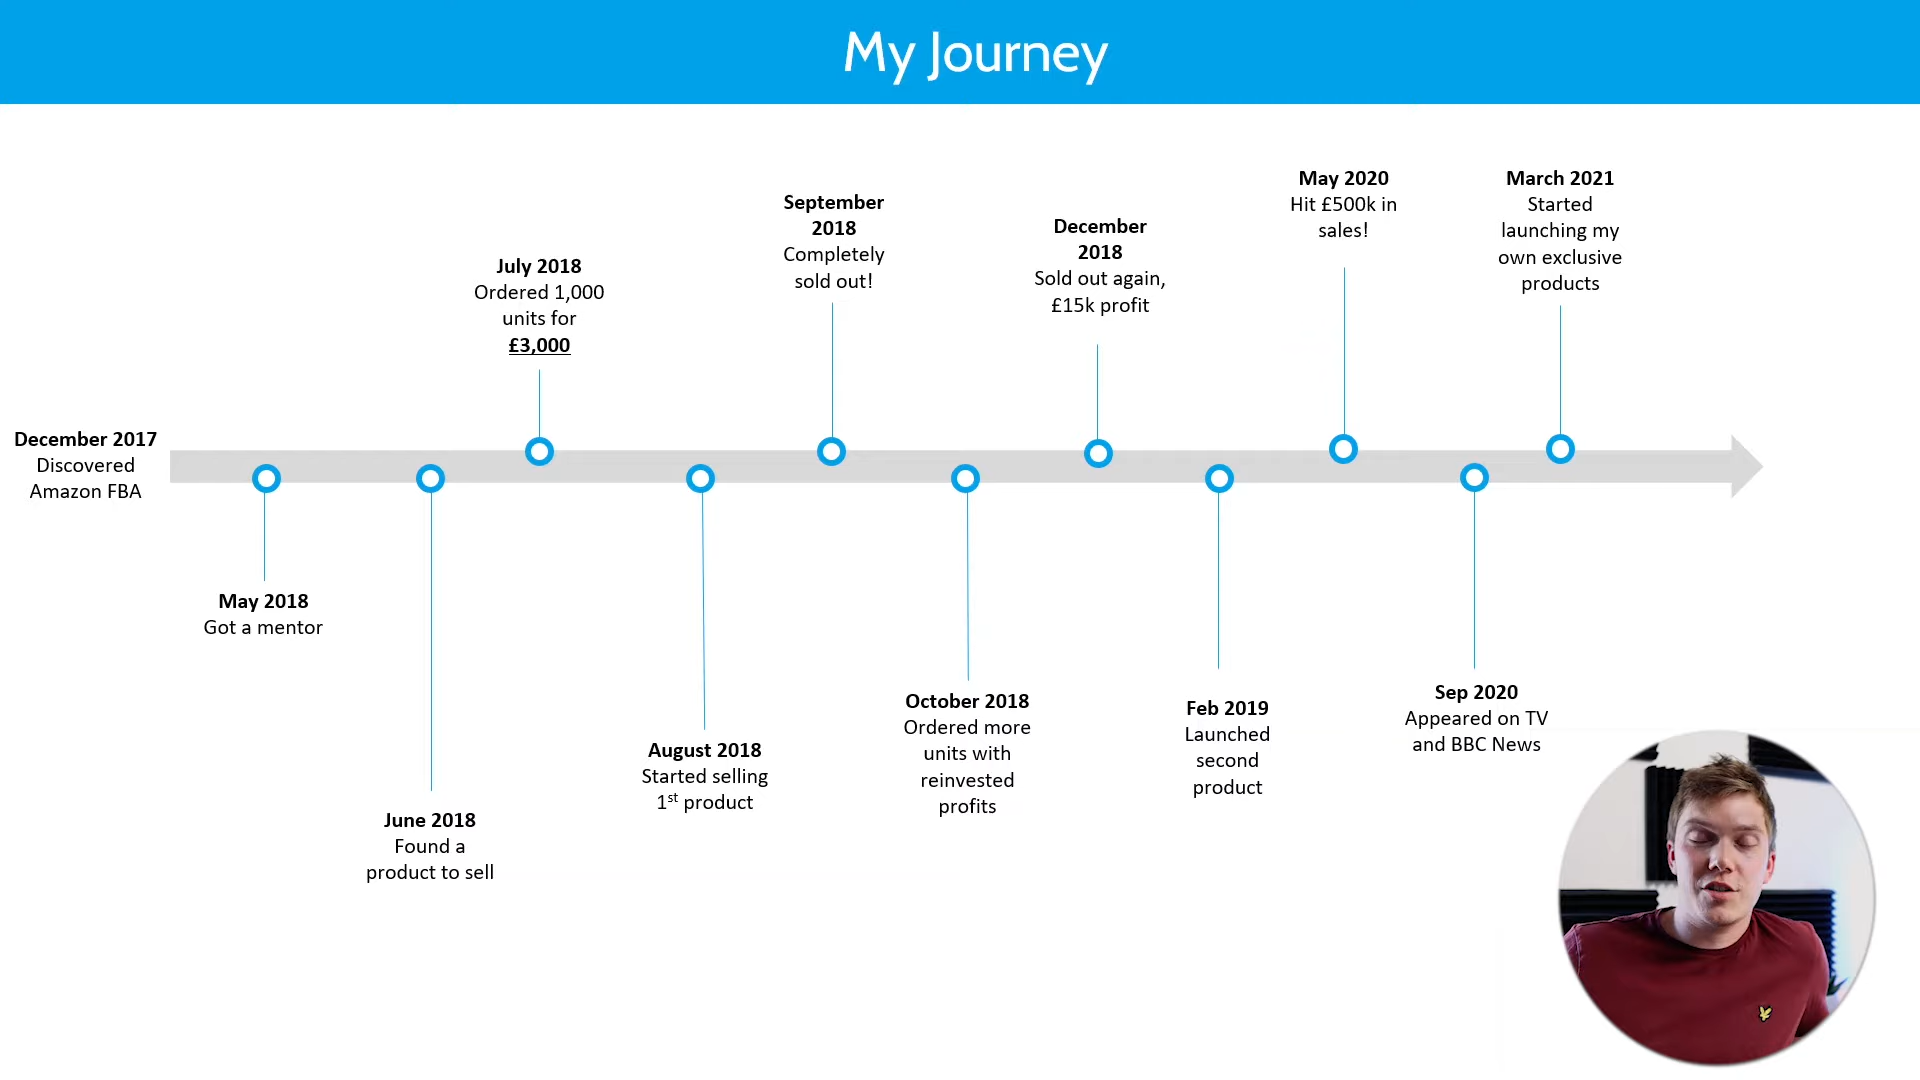 My Journey
December 2017
Discovered
Amazon FBA
May 2018
Got a mentor
June 2018
Found a
product to sell
July 2018
Ordered 1,000
units for
£3,000
August 2018
Started selling
1st product
September
2018
Completely
sold out!
October 2018
Ordered more
units with
reinvested
profits
December
2018
Sold out again,
£15k profit
Feb 2019
Launched
second
product
May 2020
Hit £500k in
sales!
Sep 2020
Appeared on TV
and BBC News
March 2021
Started
launching my
own exclusive
products